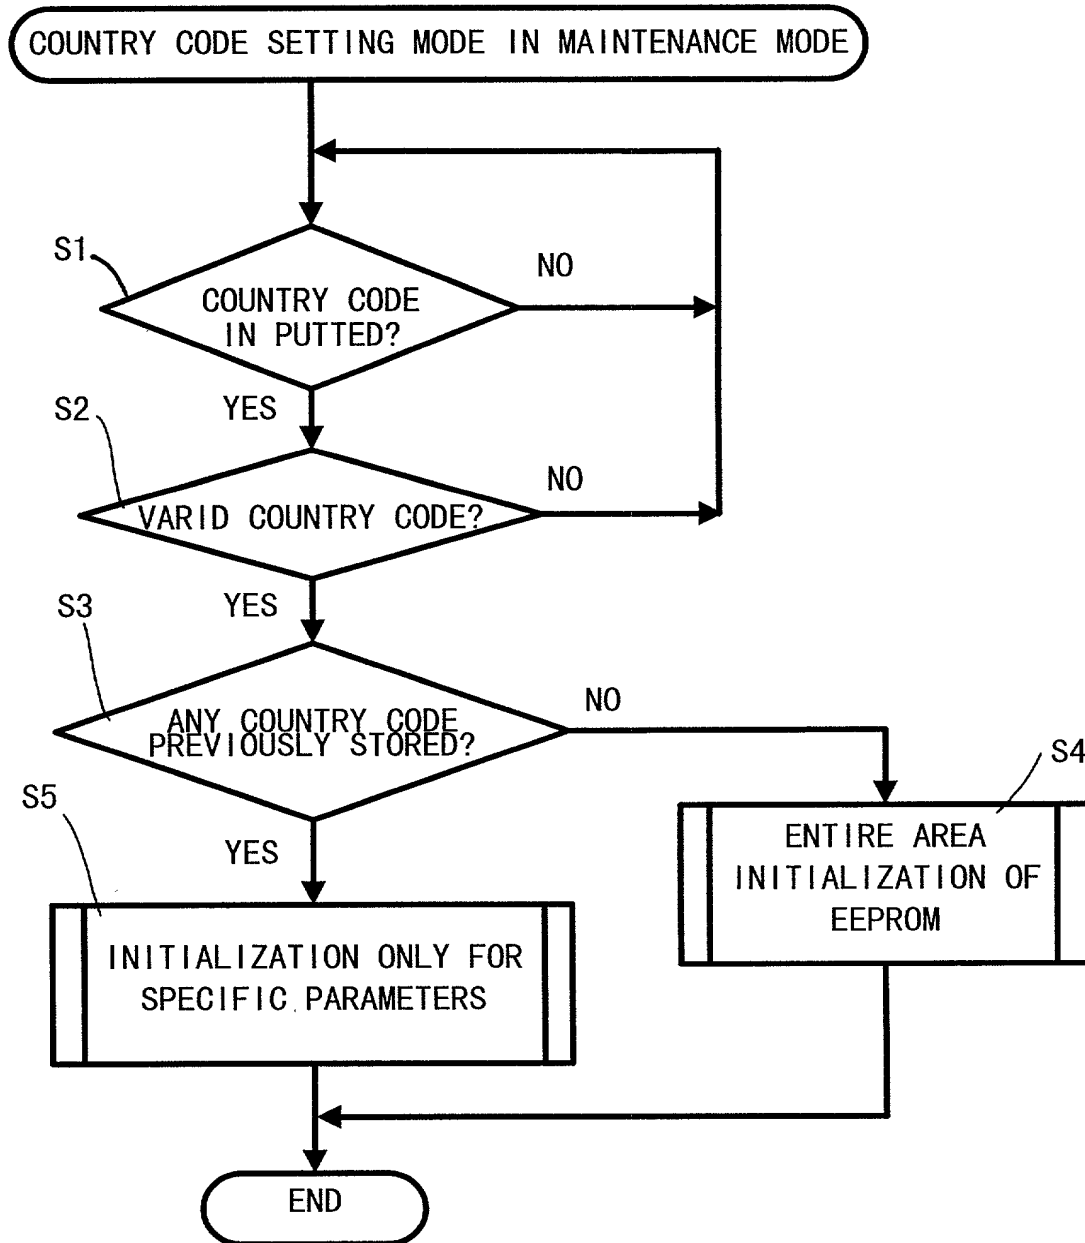 COUNTRY CODE SETTING MODE IN MAINTENANCE MODE
S1
NO
COUNTRY CODE
IN PUTTED?
YES
S2
NO
VARID COUNTRY CODE?
YES
S3
NO
ANY COUNTRY CODE
PREVIOUSLY STORED?
S4
S5
YES
ENTIRE AREA
INITIALIZATION OF
EEPROM
INITIALIZATION ONLY FOR
SPECIFIC PARAMETERS
END